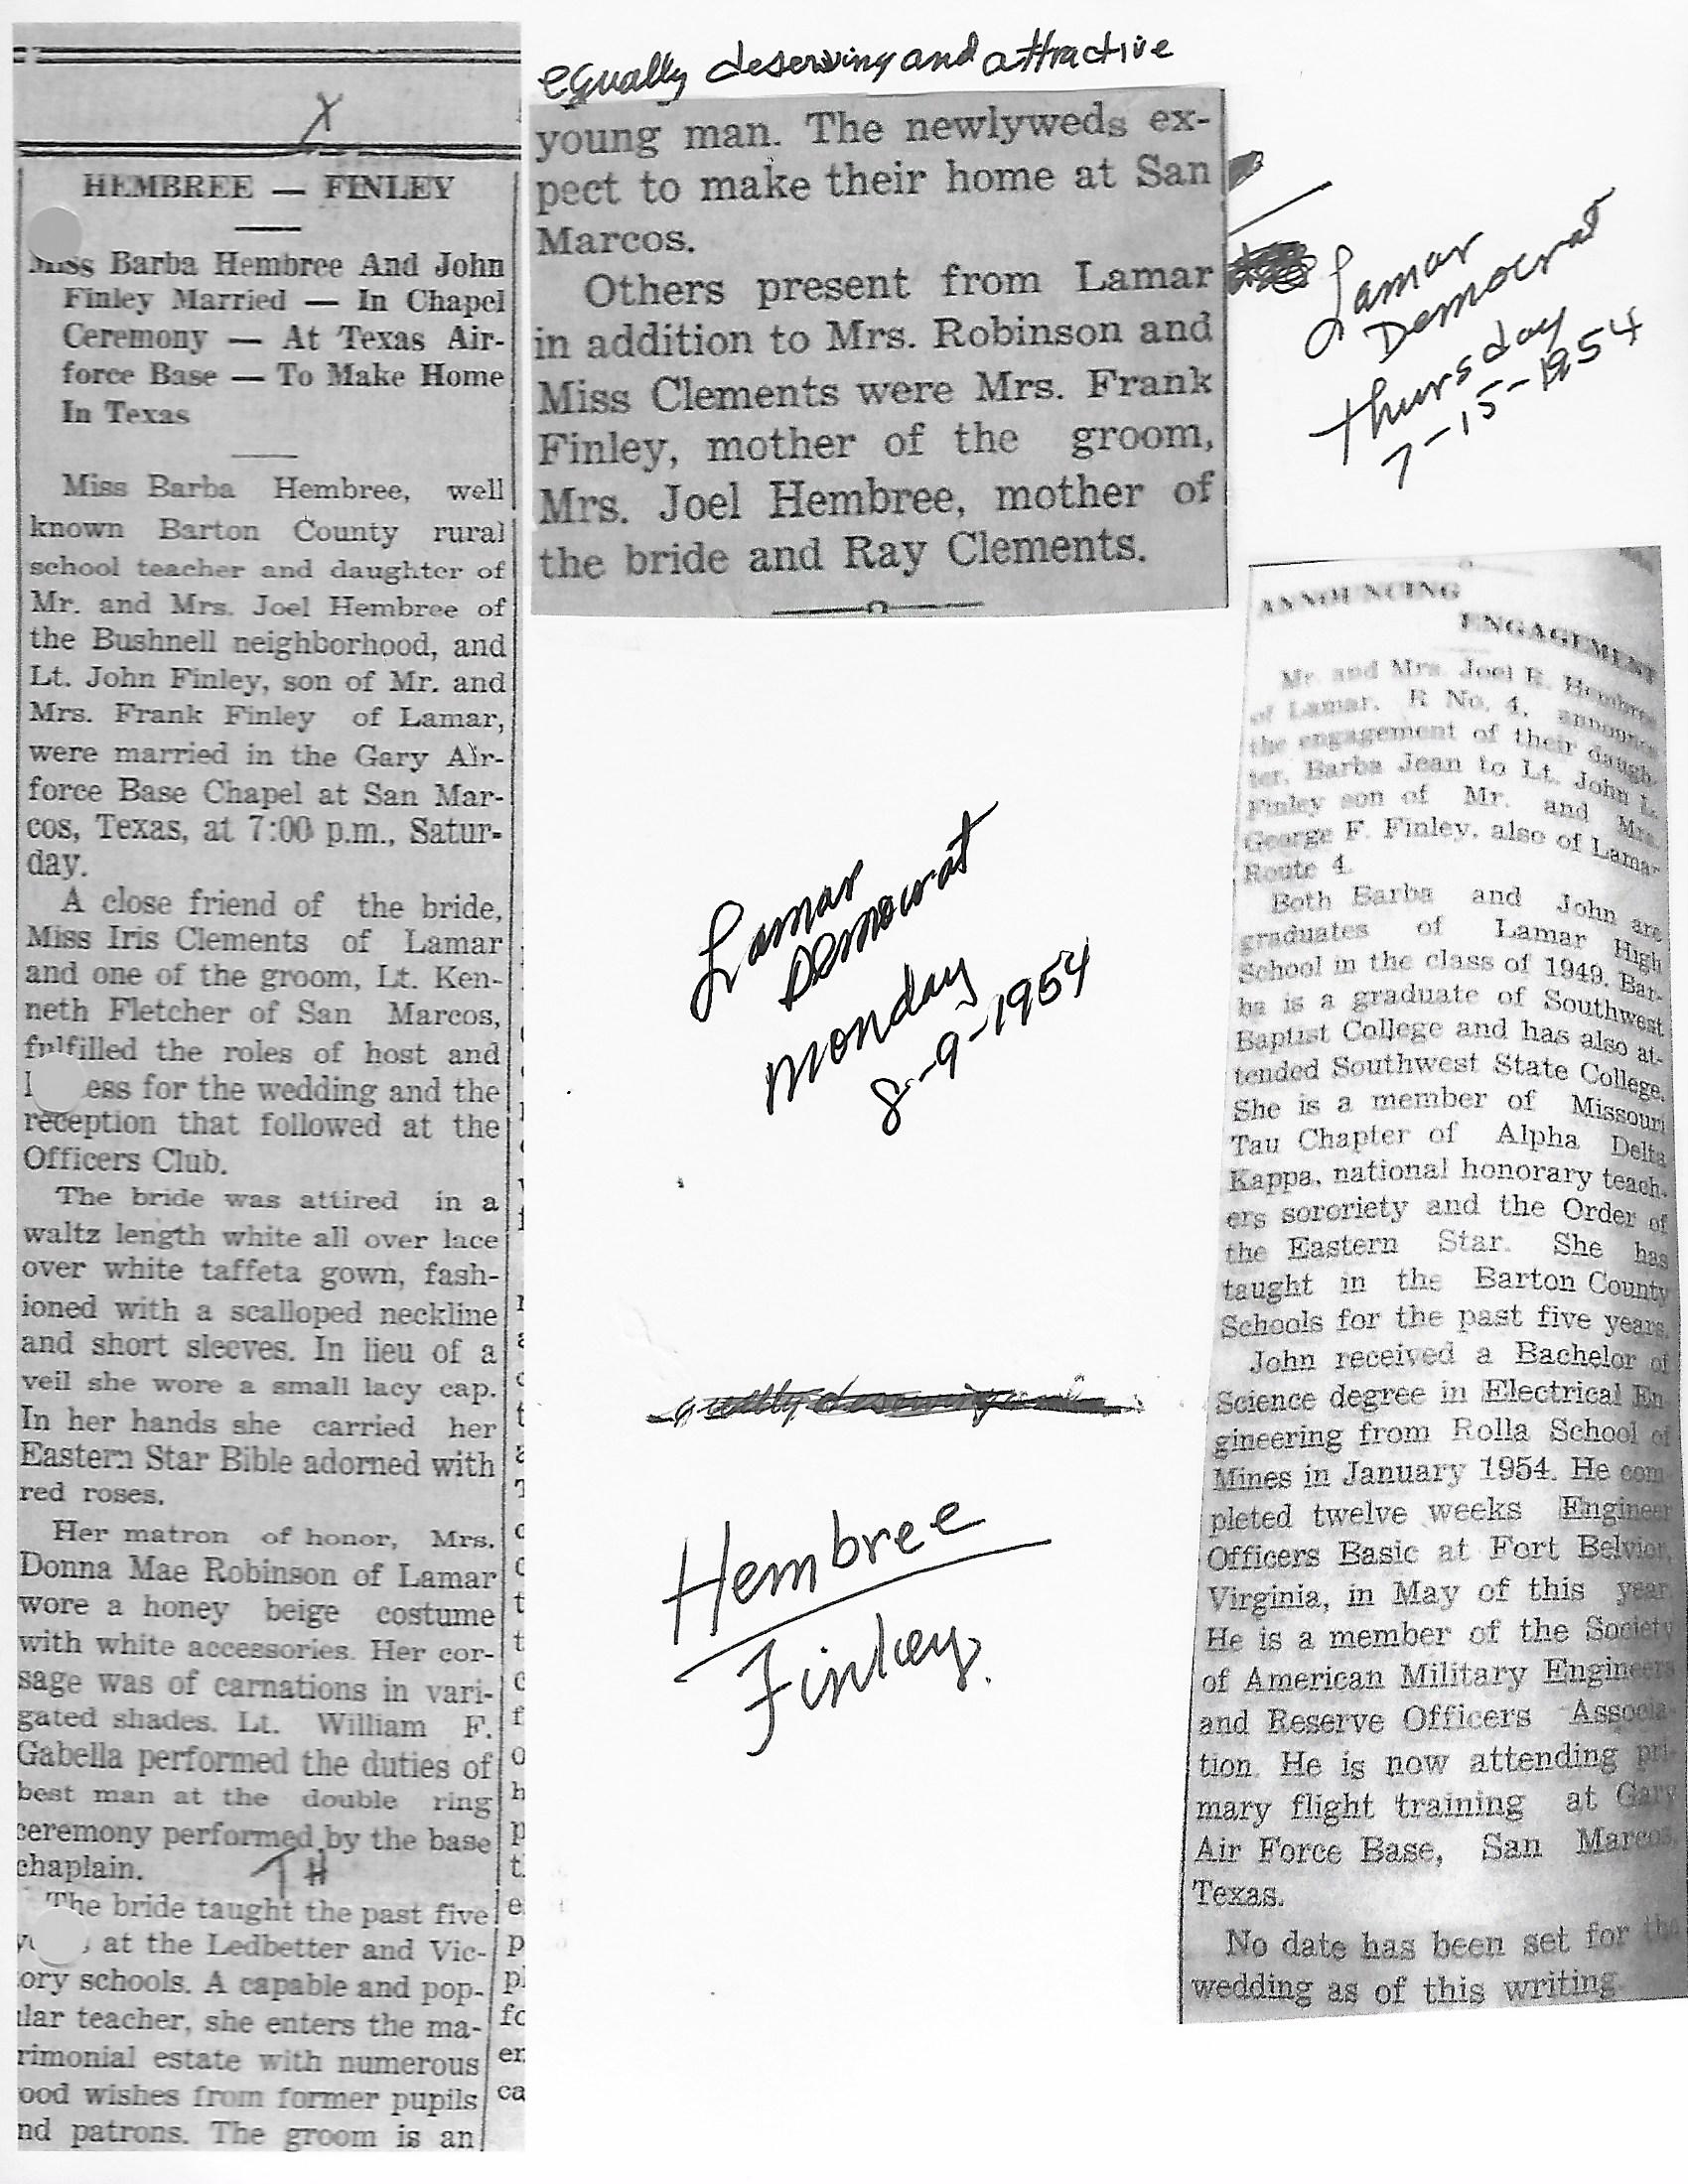 X
HEMBREE — FINLEY
Miss Barba Hembree And John
Finley Married — In Chapel
Ceremony — At Texas Air-
force Base — To Make Home
In Texas
Miss Barba Hembree, well
known Barton County rural
school teacher and daughter of
Mr. and Mrs. Joel Hembree of
the Bushnell neighborhood, and
Lt. John Finley, son of Mr. and
Mrs. Frank Finley of Lamar,
were married in the Gary Air-
force Base Chapel at San Mar-
cos, Texas, at 7:00 p.m., Satur-
day.
A close friend of the bride,
Miss Iris Clements of Lamar
and one of the groom, Lt. Ken-
neth Fletcher of San Marcos,
fulfilled the roles of host and
ess for the wedding and the
reception that followed at the
Officers Club.
The bride was attired in a
waltz length white all over lace
over white taffeta gown, fash-
ioned with a scalloped neckline
and short sleeves. In lieu of a
veil she wore a small lacy cap.
In her hands she carried her
Eastern Star Bible adorned with
red roses.
Her matron of honor, Mrs.
Donna Mae Robinson of Lamar
wore a honey beige costume
with white accessories. Her cor-
sage was of carnations in vari-
gated shades. Lt. William F.
Gabella performed the duties of
best man at the double ring
ceremony performed by the base
chaplain.
TH
The bride taught the past five
at the Ledbetter and Vic-
ory schools. A capable and pop-
ular teacher, she enters the ma-
rimonial estate with numerous
ood wishes from former pupils
nd patrons. The groom is an
equally deserving and attractive
young man. The newlyweds ex-
pect to make their home at San
Marcos.
Others present from Lamar
in addition to Mrs. Robinson and
Miss Clements were Mrs. Frank
Finley, mother of the groom,
Mrs. Joel Hembree, mother of
the bride and Ray Clements.
Lamar
Democrat
Monday
8-9-1954
Hembree
Finley.
Lamar
Democrat
Thursday
7-15-1954
ANNOUNCING
ENGAGEMENT
Mr. and Mrs. Joel E. Hembree
of Lamar, R No. 4, announce
the engagement of their daugh-
ter, Barba Jean to Lt. John L.
Finley son of Mr. and Mrs.
George F. Finley, also of Lamar
Route 4.
Both Barba and John are
graduates of Lamar High
School in the class of 1949. Bar-
ba is a graduate of Southwest
Baptist College and has also at-
tended Southwest State College.
She is a member of Missouri
Tau Chapter of Alpha Delta
Kappa, national honorary teach-
ers sororiety and the Order of
the Eastern Star. She has
taught in the Barton County
Schools for the past five years.
John received a Bachelor of
Science degree in Electrical En
gineering from Rolla School of
Mines in January 1954. He com
pleted twelve weeks Engineer
Officers Basic at Fort Belvior,
Virginia, in May of this year.
He is a member of the Society
of American Military Engineers
and Reserve Officers Associa-
tion. He is now attending pri-
mary flight training at Gary
Air Force Base, San Marcos,
Texas.
No date has been set for the
wedding as of this writing.